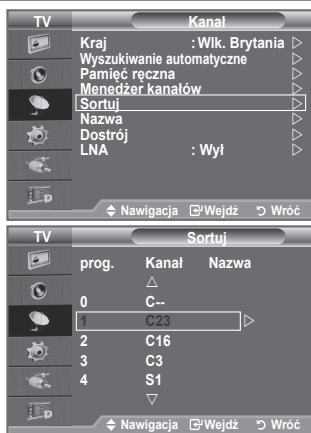 TV Kanał
Kraj : Wlk. Brytania
Wyszukiwanie automatyczne
Pamięć ręczna
Menedżer kanałów
Sortuj
Nazwa
Dostrój
LNA : Wył
Nawigacja Wejdź Wróć
TV Sortuj
prog. Kanał Nazwa
0 C--
1 C23
2 C16
3 C3
4 S1
Nawigacja Wejdź Wróć